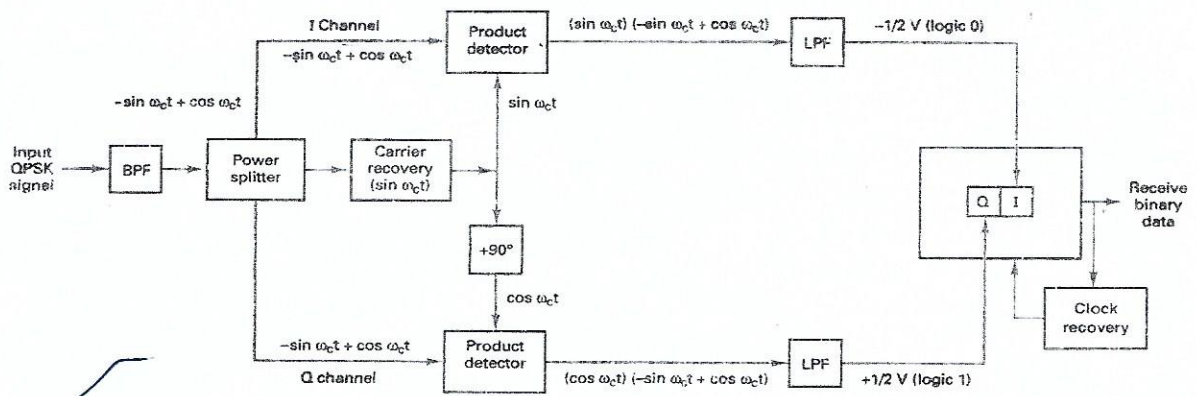 I Channel
−sin ωct + cos ωct
Product
detector
(sin ωct) (−sin ωct + cos ωct)
LPF
−1/2 V (logic 0)
−sin ωct + cos ωct
sin ωct
Input
QPSK
signal
BPF
Power
splitter
Carrier
recovery
(sin ωct)
Q I
Receive
binary
data
+90°
cos ωct
Clock
recovery
−sin ωct + cos ωct
Q channel
Product
detector
(cos ωct) (−sin ωct + cos ωct)
LPF
+1/2 V (logic 1)